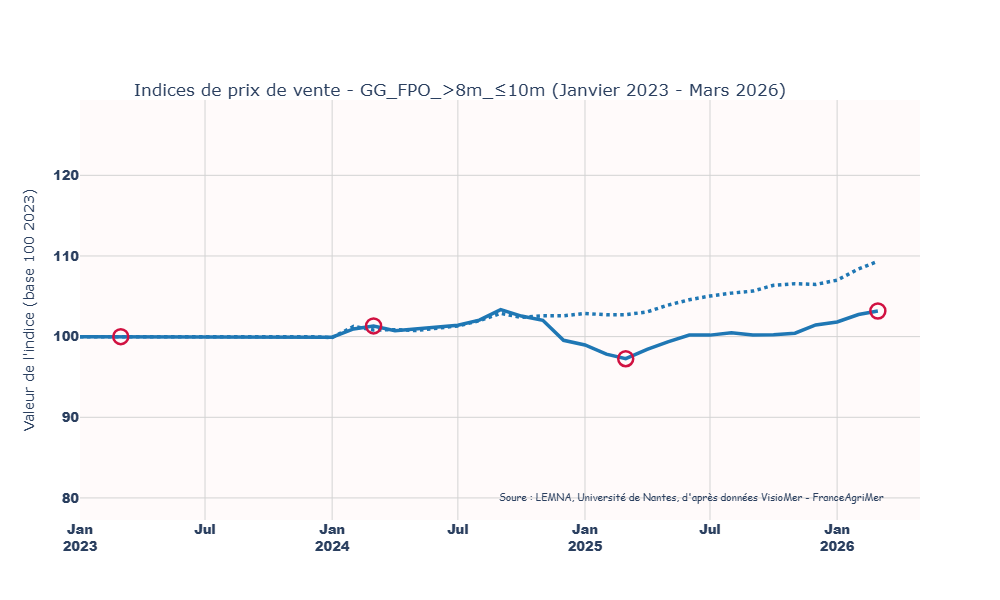 Indices de prix de vente - GG_FPO_>8m_≤10m (Janvier 2023 - Mars 2026)
Valeur de l'indice (base 100 2023)
120
110
100
90
80
Soure : LEMNA, Université de Nantes, d'après données VisioMer - FranceAgriMer
Jan Jul Jan Jul Jan Jul Jan
2023 2024 2025 2026